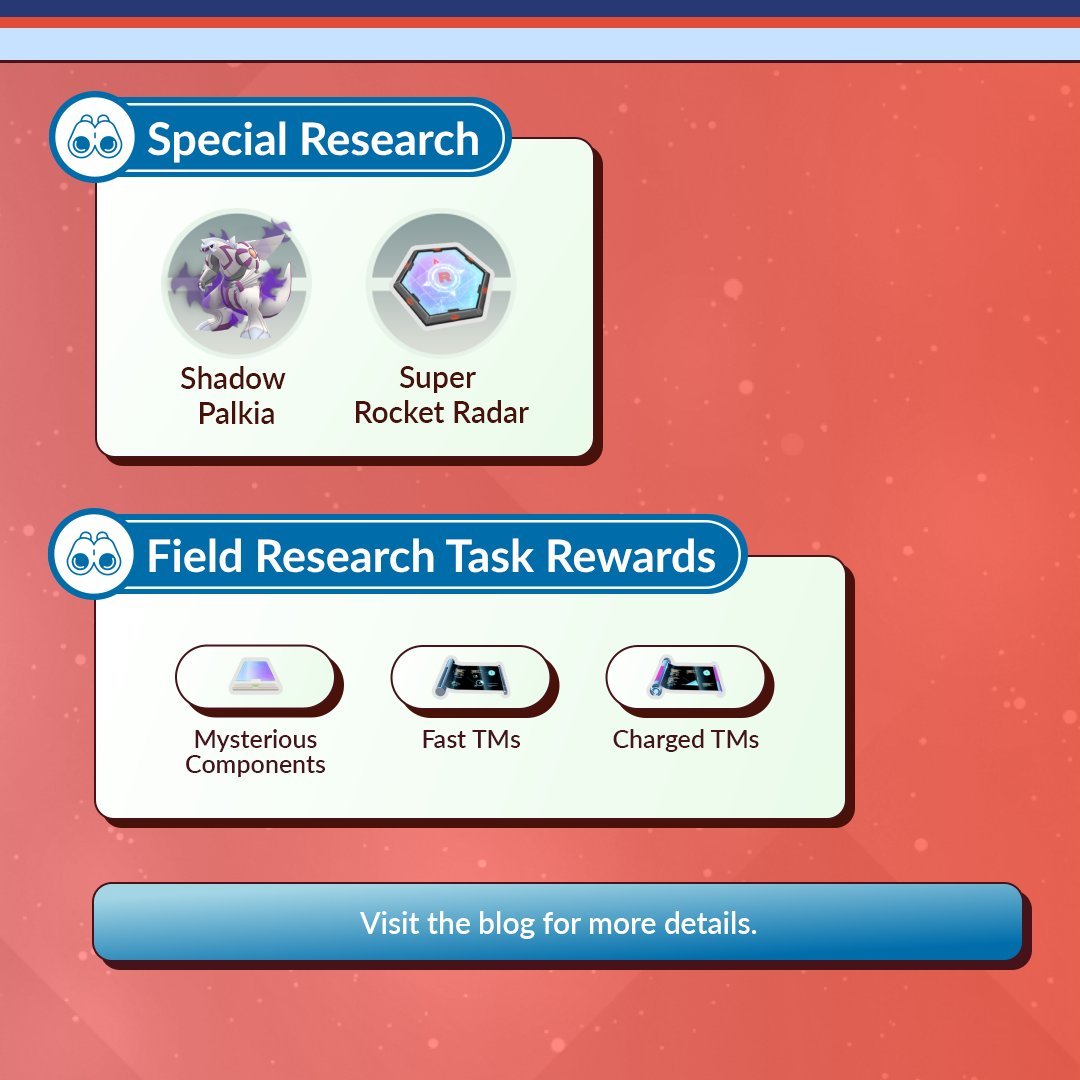 Special Research
Shadow
Palkia
Super
Rocket Radar
Field Research Task Rewards
Mysterious
Components
Fast TMs
Charged TMs
Visit the blog for more details.